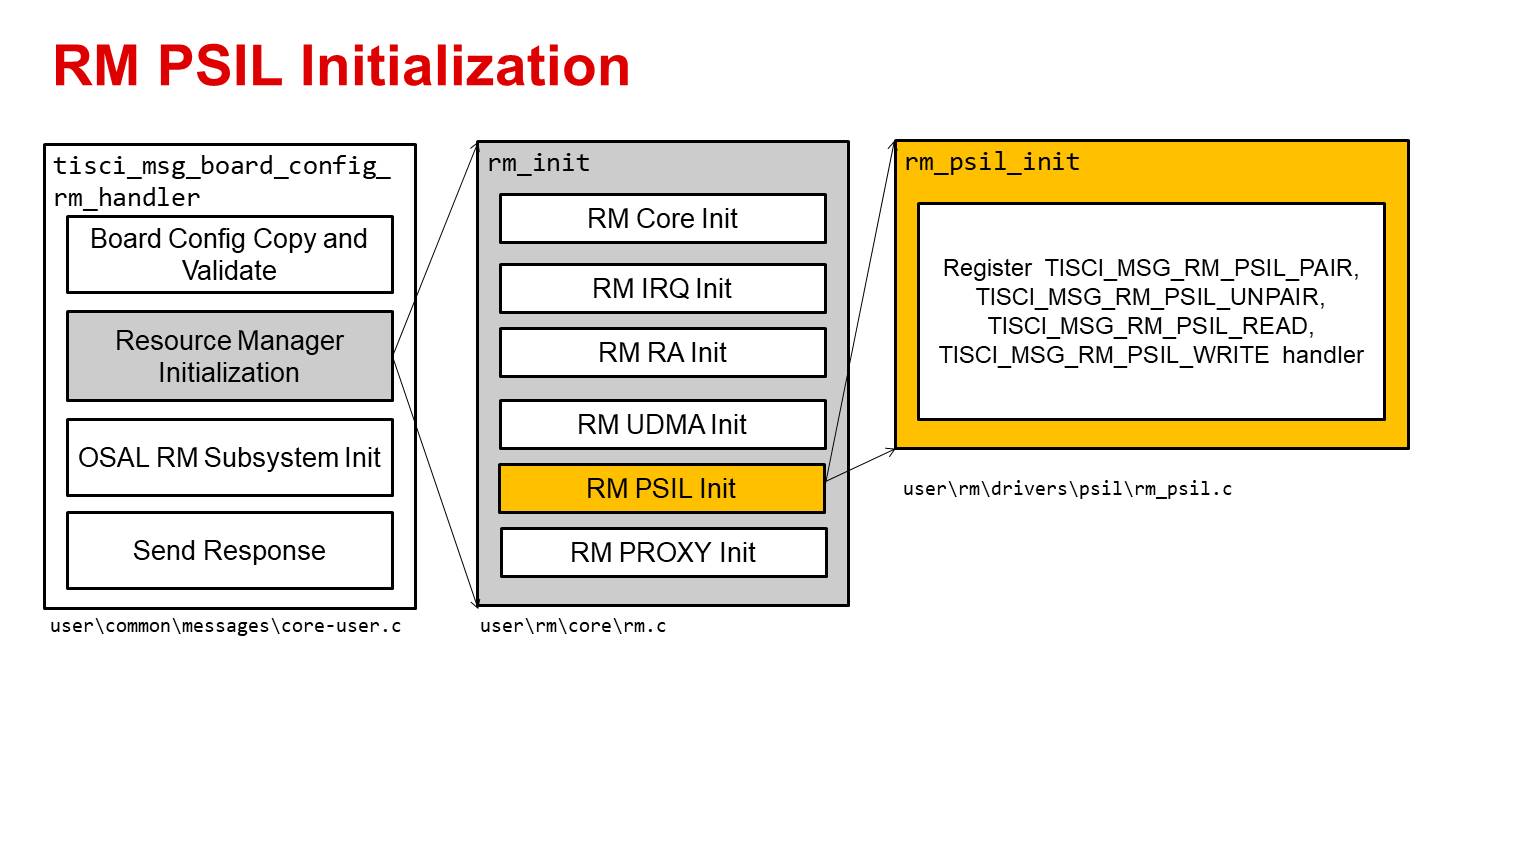 RM PSIL Initialization
tisci_msg_board_config_
rm_handler
Board Config Copy and
Validate
Resource Manager
Initialization
OSAL RM Subsystem Init
Send Response
user\common\messages\core-user.c
rm_init
RM Core Init
RM IRQ Init
RM RA Init
RM UDMA Init
RM PSIL Init
RM PROXY Init
user\rm\core\rm.c
rm_psil_init
Register TISCI_MSG_RM_PSIL_PAIR,
TISCI_MSG_RM_PSIL_UNPAIR,
TISCI_MSG_RM_PSIL_READ,
TISCI_MSG_RM_PSIL_WRITE handler
user\rm\drivers\psil\rm_psil.c